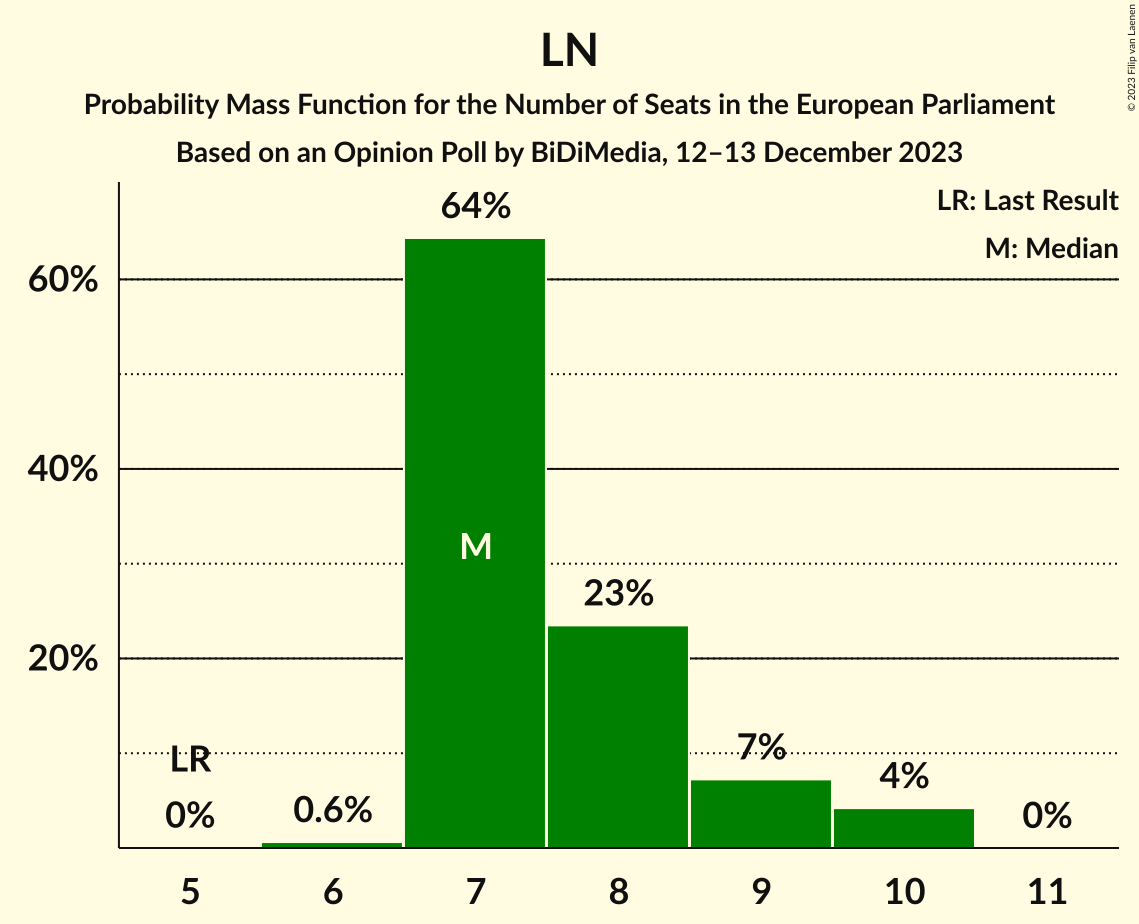 LN
Probability Mass Function for the Number of Seats in the European Parliament
Based on an Opinion Poll by BiDiMedia, 12–13 December 2023
© 2023 Filip van Laenen
LR: Last Result
M: Median
64%
60%
40%
M
23%
20%
LR
7%
4%
0%
0.6%
0%
5 6 7 8 9 10 11